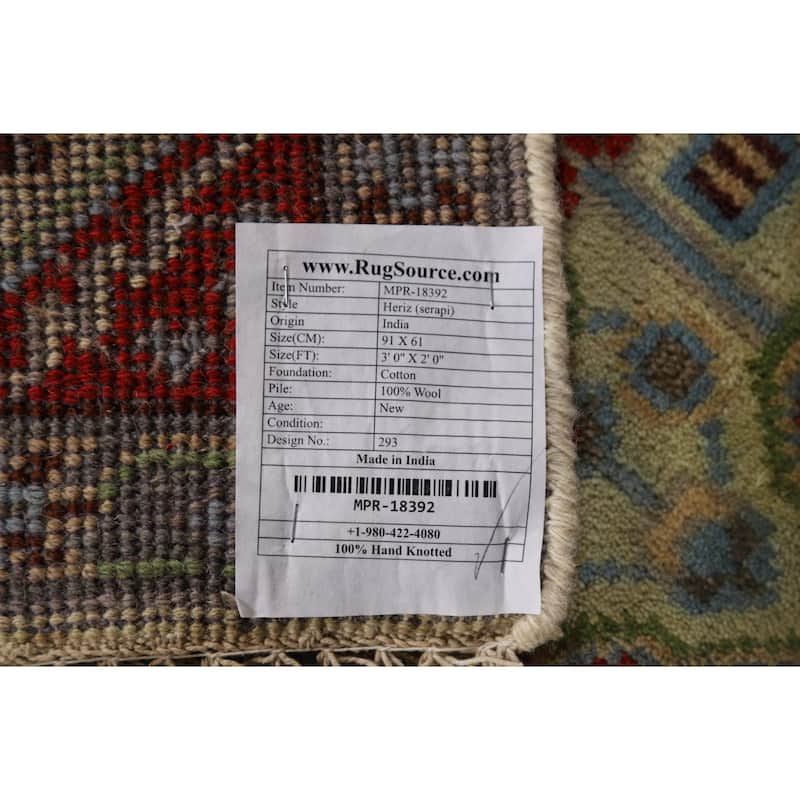 www.RugSource.com
Item Number: MPR-18392
Style Heriz (serapi)
Origin India
Size(CM): 91 X 61
Size(FT): 3' 0" X 2' 0"
Foundation: Cotton
Pile: 100% Wool
Age: New
Condition:
Design No.: 293
Made in India
MPR-18392
+1-980-422-4080
100% Hand Knotted